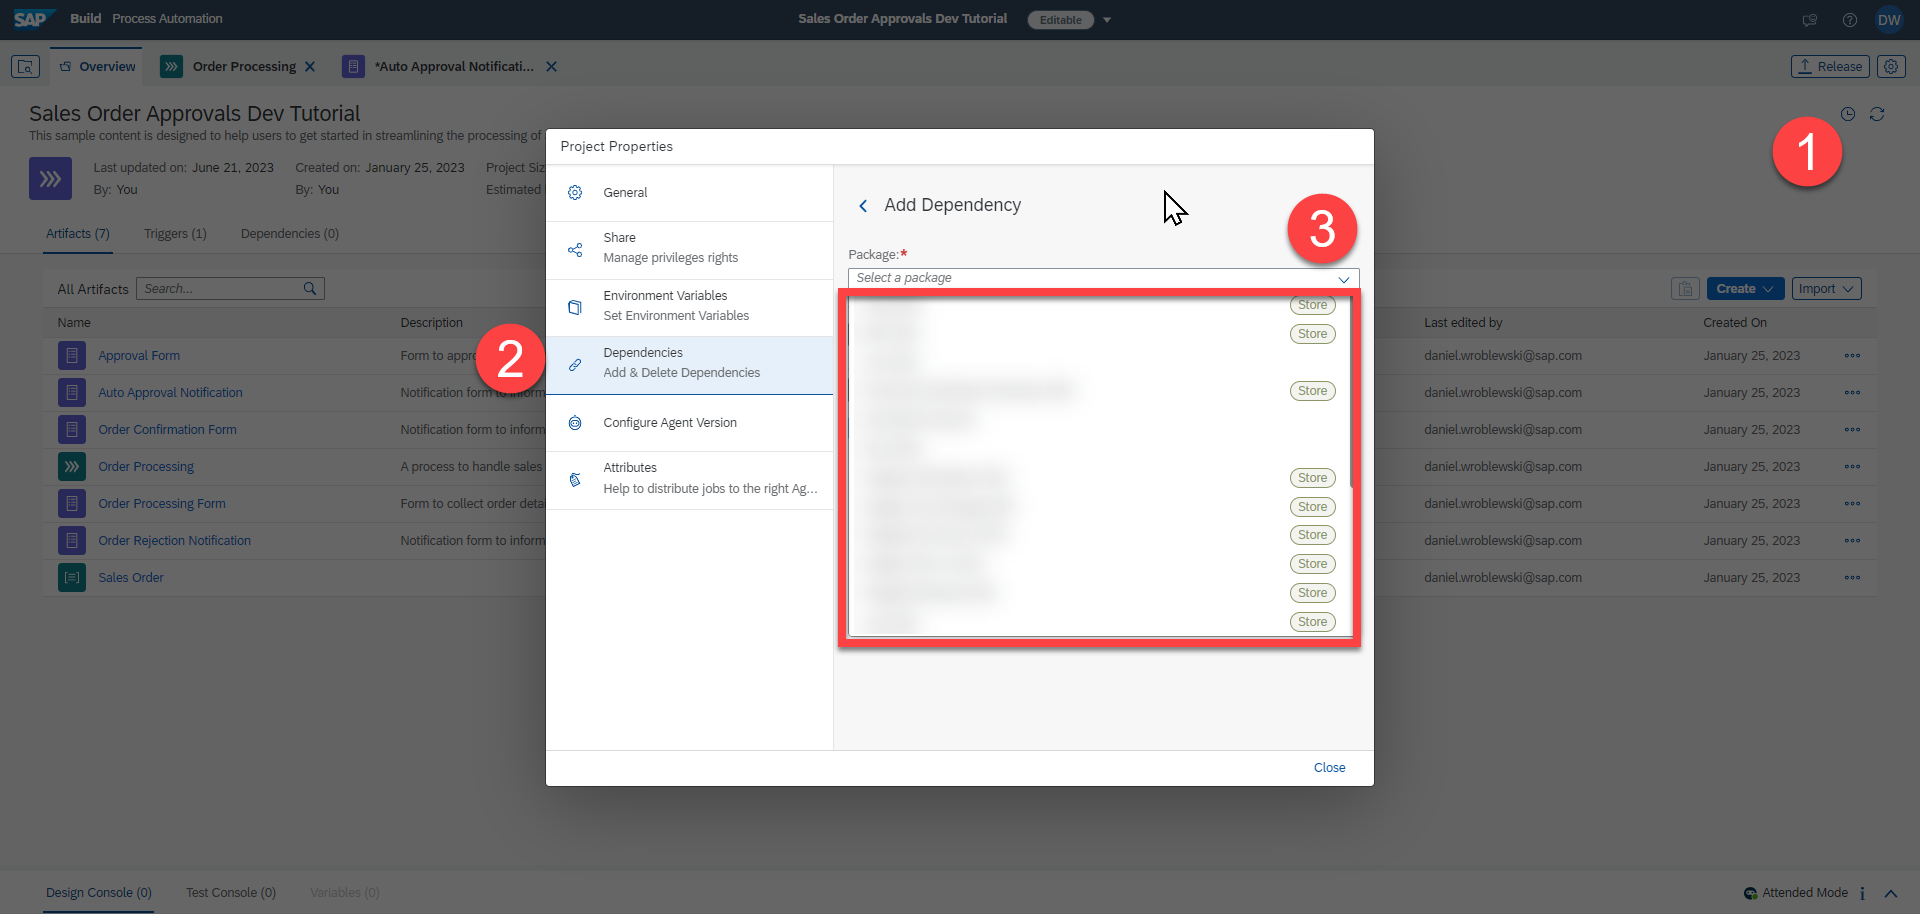 SAP Build Process Automation
Sales Order Approvals Dev Tutorial Editable
DW
Overview
Order Processing
*Auto Approval Notificati...
Release
Sales Order Approvals Dev Tutorial
This sample content is designed to help users to get started in streamlining the processing of
Last updated on: June 21, 2023
By: You
Created on: January 25, 2023
By: You
Project Siz
Estimated
1
Artifacts (7)
Triggers (1)
Dependencies (0)
All Artifacts
Search...
Create
Import
Name
Description
Last edited by
Created On
Approval Form
Form to appro
daniel.wroblewski@sap.com
January 25, 2023
Auto Approval Notification
Notification form to inform
daniel.wroblewski@sap.com
January 25, 2023
Order Confirmation Form
Notification form to inform
daniel.wroblewski@sap.com
January 25, 2023
Order Processing
A process to handle sales
daniel.wroblewski@sap.com
January 25, 2023
Order Processing Form
Form to collect order detai
daniel.wroblewski@sap.com
January 25, 2023
Order Rejection Notification
Notification form to inform
daniel.wroblewski@sap.com
January 25, 2023
Sales Order
daniel.wroblewski@sap.com
January 25, 2023
Project Properties
General
Share
Manage privileges rights
Environment Variables
Set Environment Variables
2
Dependencies
Add & Delete Dependencies
Configure Agent Version
Attributes
Help to distribute jobs to the right Ag...
Add Dependency
3
Package:*
Select a package
Store
Store
Store
Store
Store
Store
Store
Store
Store
Close
Design Console (0)
Test Console (0)
Variables (0)
Attended Mode